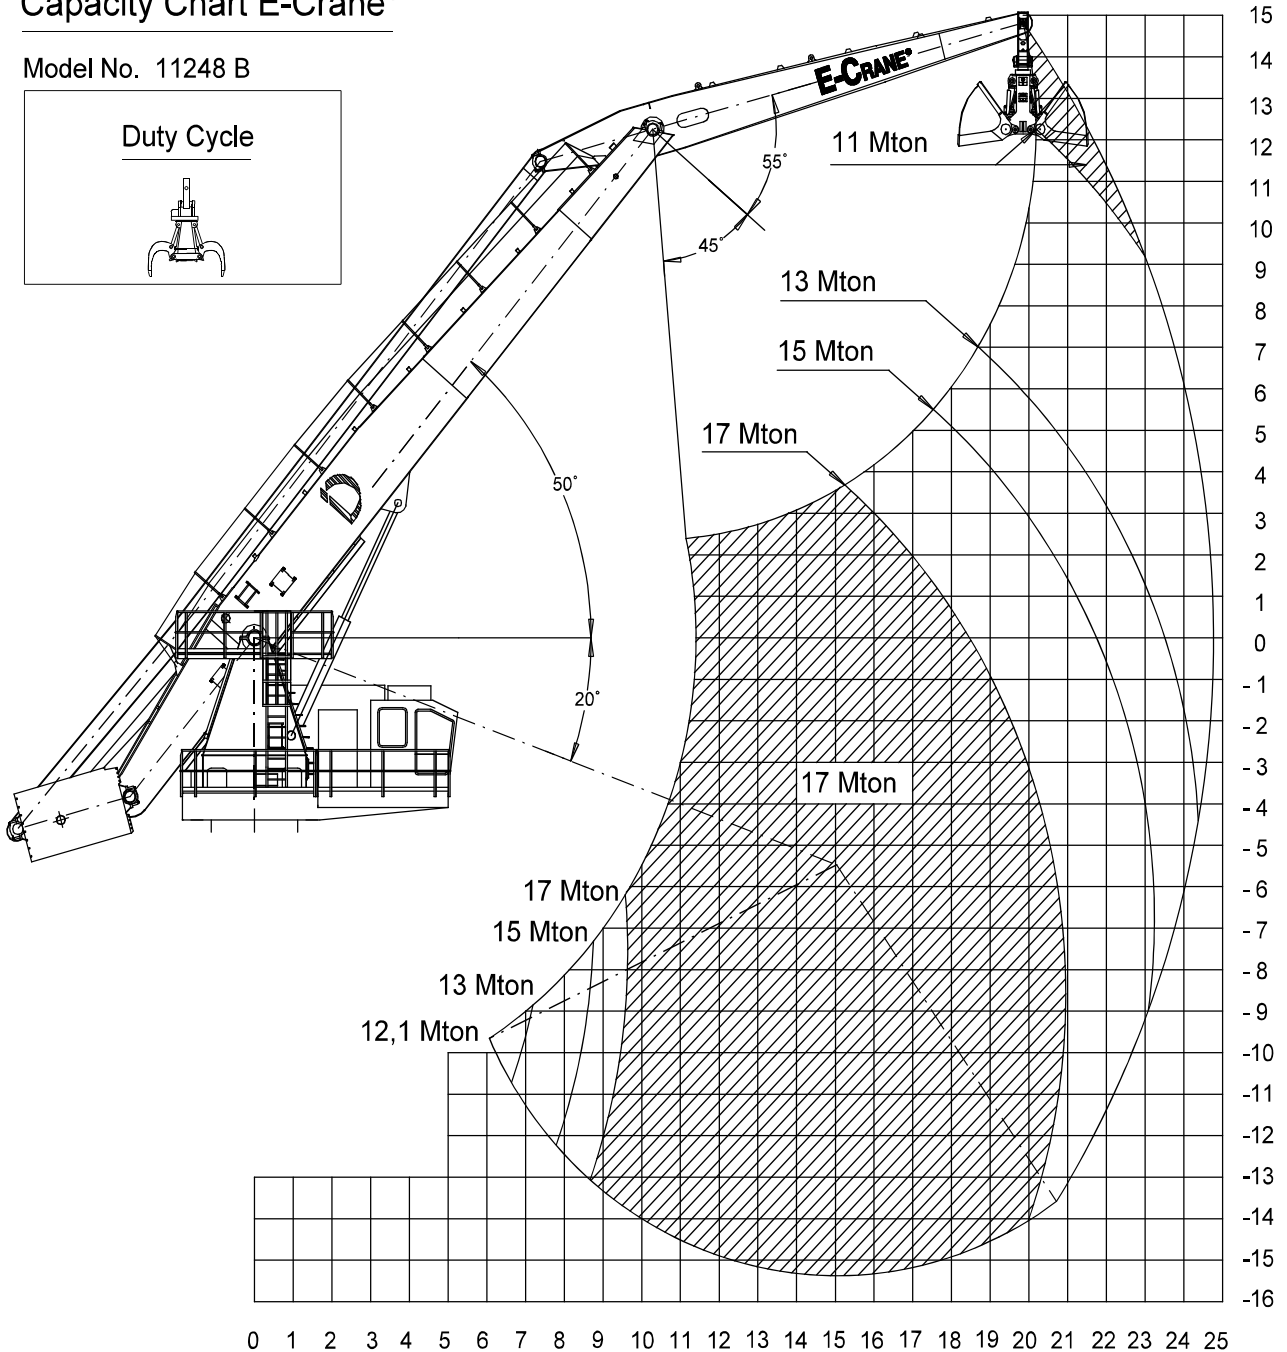 Capacity Chart E-Crane®
Model No. 11248 B
Duty Cycle
E-CRANE®
11 Mton
55°
45°
13 Mton
15 Mton
17 Mton
50°
20°
17 Mton
17 Mton
15 Mton
13 Mton
12,1 Mton
15
14
13
12
11
10
9
8
7
6
5
4
3
2
1
0
- 1
- 2
- 3
- 4
- 5
- 6
- 7
- 8
- 9
-10
-11
-12
-13
-14
-15
-16
0 1 2 3 4 5 6 7 8 9 10 11 12 13 14 15 16 17 18 19 20 21 22 23 24 25